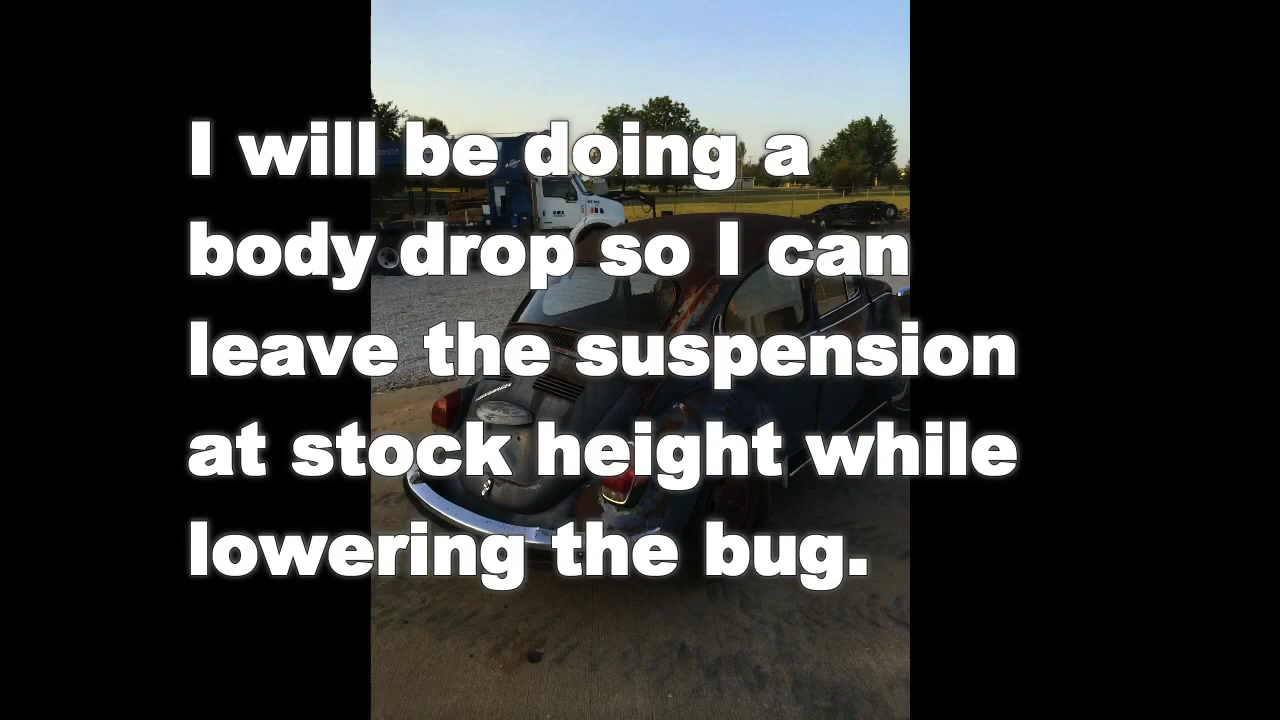 I will be doing a
body drop so I can
leave the suspension
at stock height while
lowering the bug.